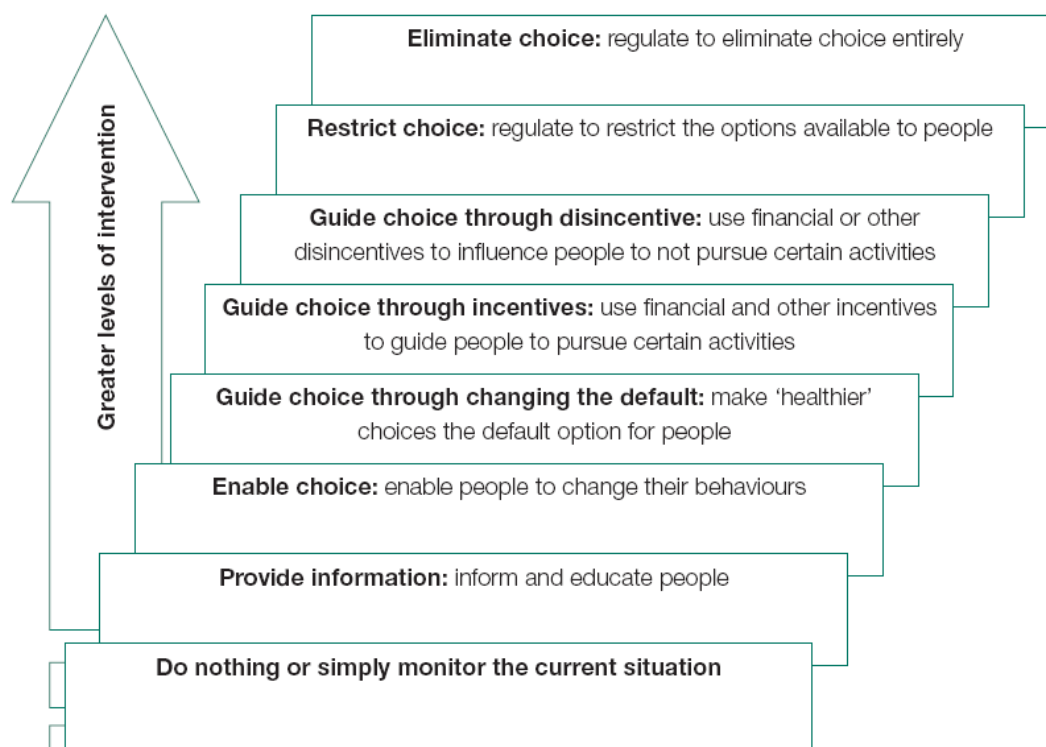 Greater levels of intervention
Eliminate choice: regulate to eliminate choice entirely
Restrict choice: regulate to restrict the options available to people
Guide choice through disincentive: use financial or other
disincentives to influence people to not pursue certain activities
Guide choice through incentives: use financial and other incentives
to guide people to pursue certain activities
Guide choice through changing the default: make ‘healthier’
choices the default option for people
Enable choice: enable people to change their behaviours
Provide information: inform and educate people
Do nothing or simply monitor the current situation